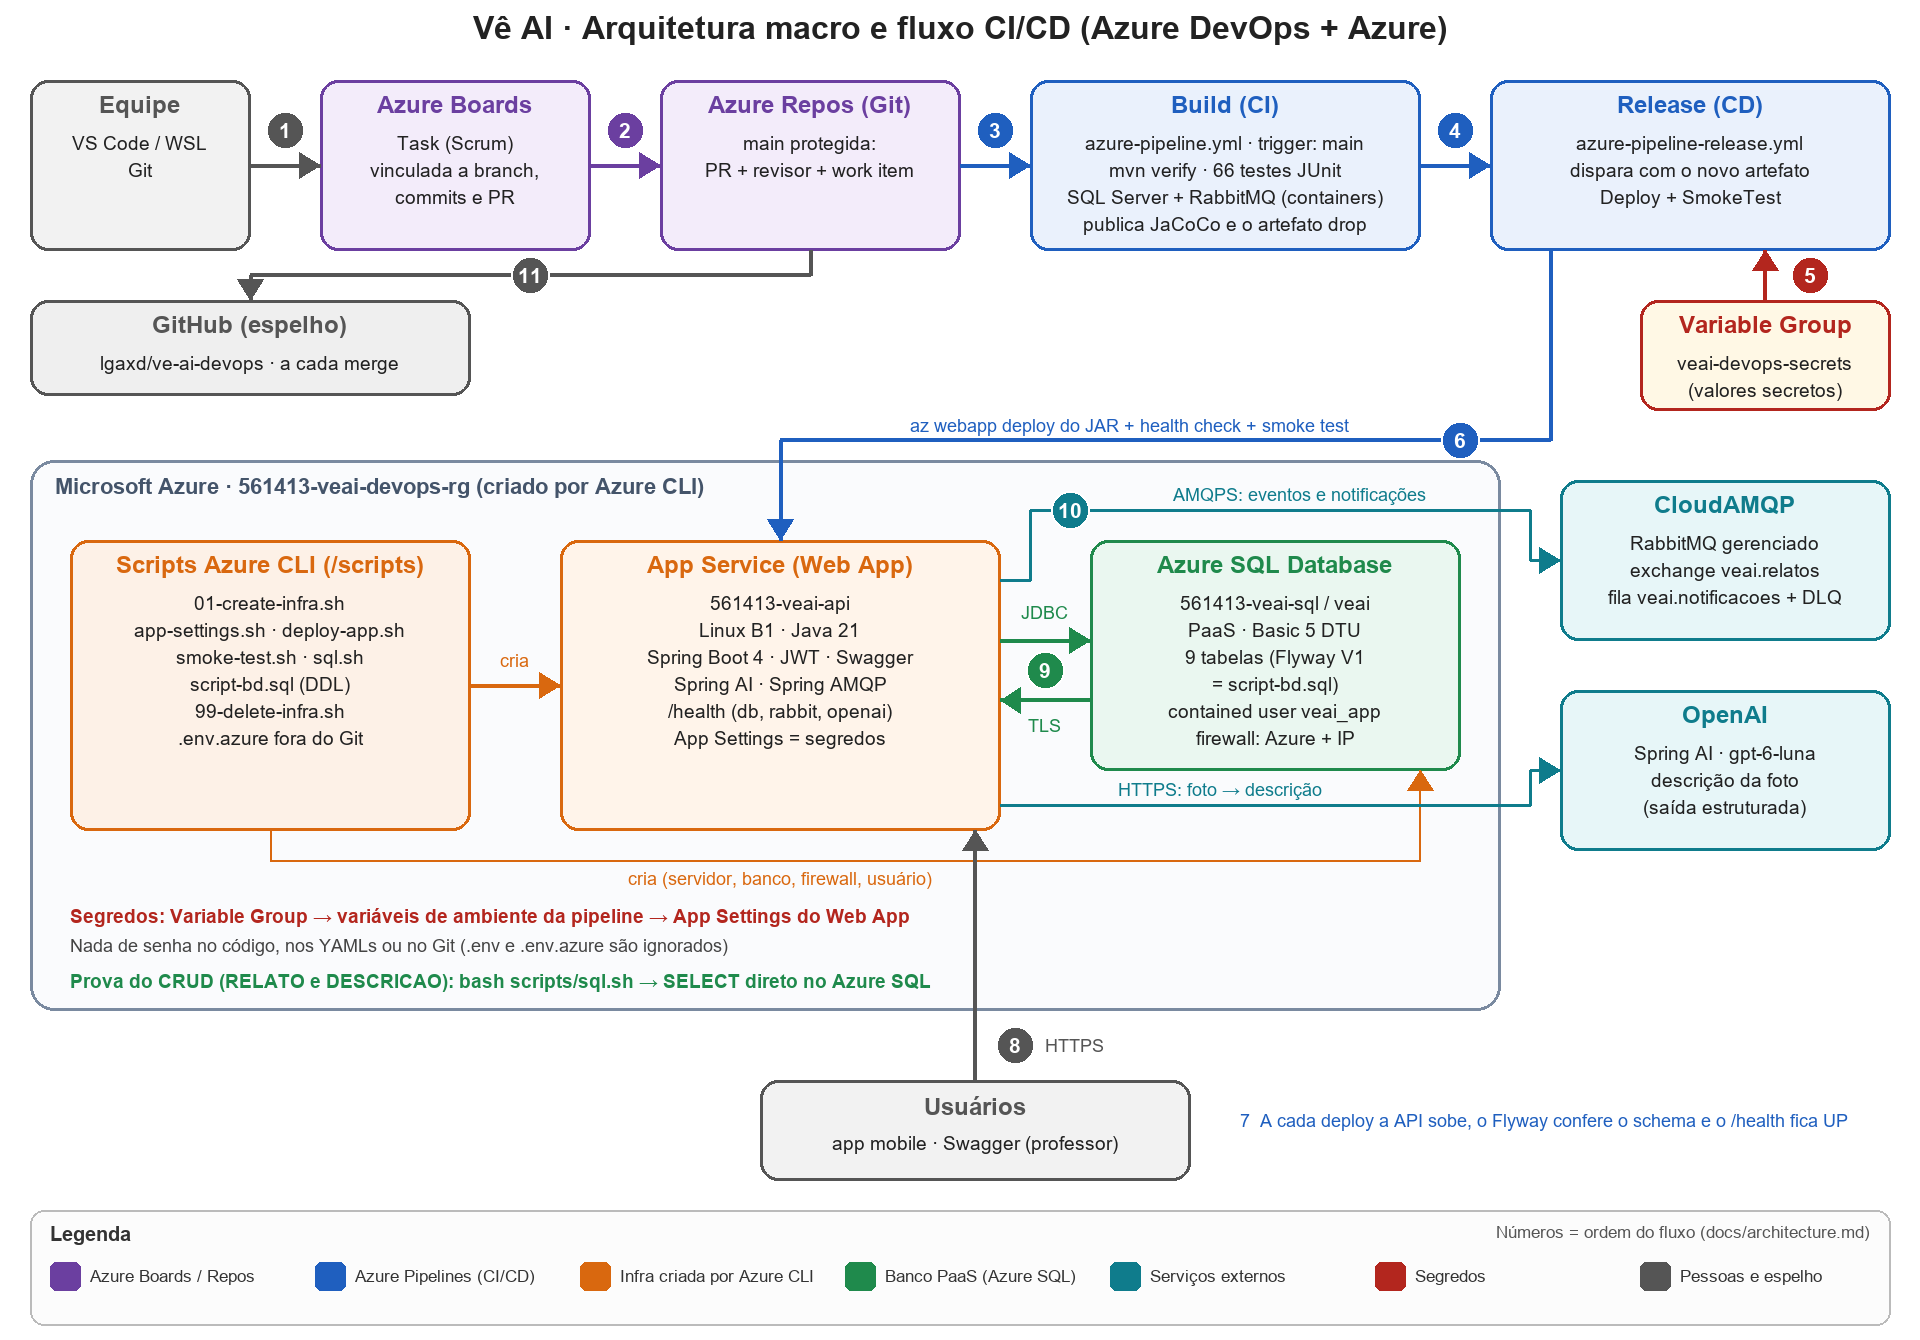 Vê AI · Arquitetura macro e fluxo CI/CD (Azure DevOps + Azure)
Equipe
VS Code / WSL
Git
1
Azure Boards
Task (Scrum)
vinculada a branch,
commits e PR
2
Azure Repos (Git)
main protegida:
PR + revisor + work item
3
Build (CI)
azure-pipeline.yml · trigger: main
mvn verify · 66 testes JUnit
SQL Server + RabbitMQ (containers)
publica JaCoCo e o artefato drop
4
Release (CD)
azure-pipeline-release.yml
dispara com o novo artefato
Deploy + SmokeTest
11
5
GitHub (espelho)
lgaxd/ve-ai-devops · a cada merge
Variable Group
veai-devops-secrets
(valores secretos)
az webapp deploy do JAR + health check + smoke test
6
Microsoft Azure · 561413-veai-devops-rg (criado por Azure CLI)
Scripts Azure CLI (/scripts)
01-create-infra.sh
app-settings.sh · deploy-app.sh
smoke-test.sh · sql.sh
script-bd.sql (DDL)
99-delete-infra.sh
.env.azure fora do Git
cria
App Service (Web App)
561413-veai-api
Linux B1 · Java 21
Spring Boot 4 · JWT · Swagger
Spring AI · Spring AMQP
/health (db, rabbit, openai)
App Settings = segredos
10
AMQPS: eventos e notificações
JDBC
9
TLS
Azure SQL Database
561413-veai-sql / veai
PaaS · Basic 5 DTU
9 tabelas (Flyway V1
= script-bd.sql)
contained user veai_app
firewall: Azure + IP
HTTPS: foto → descrição
CloudAMQP
RabbitMQ gerenciado
exchange veai.relatos
fila veai.notificacoes + DLQ
OpenAI
Spring AI · gpt-6-luna
descrição da foto
(saída estruturada)
cria (servidor, banco, firewall, usuário)
Segredos: Variable Group → variáveis de ambiente da pipeline → App Settings do Web App
Nada de senha no código, nos YAMLs ou no Git (.env e .env.azure são ignorados)
Prova do CRUD (RELATO e DESCRICAO): bash scripts/sql.sh → SELECT direto no Azure SQL
8
HTTPS
Usuários
app mobile · Swagger (professor)
7 A cada deploy a API sobe, o Flyway confere o schema e o /health fica UP
Legenda
Números = ordem do fluxo (docs/architecture.md)
Azure Boards / Repos
Azure Pipelines (CI/CD)
Infra criada por Azure CLI
Banco PaaS (Azure SQL)
Serviços externos
Segredos
Pessoas e espelho